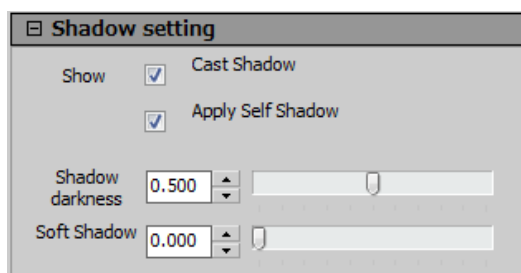 Shadow setting
Show Cast Shadow
Apply Self Shadow
Shadow
darkness 0.500
Soft Shadow 0.000